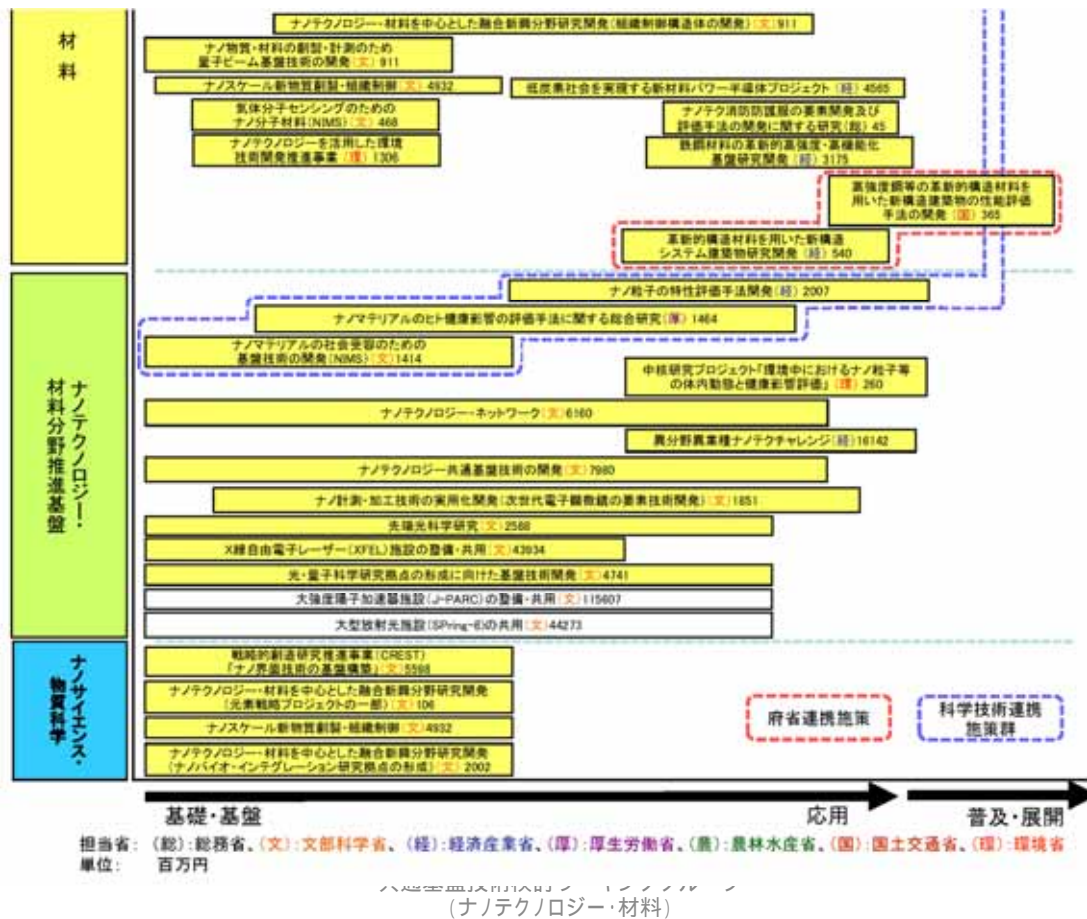 材料
ナノテクノロジー・材料を中心とした融合新興分野研究開発(組織制御構造体の開発)(文)911
ナノ物質・材料の創製・計測のため
量子ビーム基盤技術の開発(文)911
ナノスケール新物質創製・組織制御(文)4932
低炭素社会を実現する新材料パワー半導体プロジェクト(経)4565
気体分子センシングのための
ナノ分子材料(NIMS)(文)468
ナノテク消防防護服の要素開発及び
評価手法の開発に関する研究(総)45
ナノテクノロジーを活用した環境
技術開発推進事業(環)1306
鉄鋼材料の革新的高強度・高機能化
基盤研究開発(経)3175
高強度鋼等の革新的構造材料を
用いた新構造建築物の性能評価
手法の開発(国)365
革新的構造材料を用いた新構造
システム建築物研究開発(経)540
ナノテクノロジー・
材料分野推進基盤
ナノ粒子の特性評価手法開発(経)2007
ナノマテリアルのヒト健康影響の評価手法に関する総合研究(厚)1464
ナノマテリアルの社会受容のための
基盤技術の開発(NIMS)(文)1414
中核研究プロジェクト「環境中におけるナノ粒子等
の体内動態と健康影響評価」(環)260
ナノテクノロジー・ネットワーク(文)6160
異分野異業種ナノテクチャレンジ(経)16142
ナノテクノロジー共通基盤技術の開発(文)7980
ナノ計測・加工技術の実用化開発(次世代電子顕微鏡の要素技術開発)(文)1851
先端光科学研究(文)2588
X線自由電子レーザー(XFEL)施設の整備・共用(文)43934
光・量子科学研究拠点の形成に向けた基盤技術開発(文)4741
大強度陽子加速器施設(J-PARC)の整備・共用(文)115607
大型放光施設(SPring-8)の共用(文)44273
ナノサイエンス・
物質科学
戦略的創造研究推進事業(CREST)
「ナノ界面技術の基盤構築」(文)5598
ナノテクノロジー・材料を中心とした融合新興分野研究開発
(元素戦略プロジェクトの一部)(文)106
ナノスケール新物質創製・組織制御(文)4932
ナノテクノロジー・材料を中心とした融合新興分野研究開発
(ナノバイオ・インテグレーション研究拠点の形成)(文)2002
府省連携施策
科学技術連携
施策群
基礎・基盤
応用
普及・展開
担当省: (総):総務省、(文):文部科学省、(経):経済産業省、(厚):厚生労働省、(農):農林水産省、(国):国土交通省、(環):環境省
単位: 百万円
(ナノテクノロジー・材料)